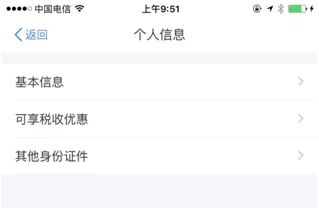 中国电信 上午9:51
返回 个人信息
基本信息
可享税收优惠
其他身份证件